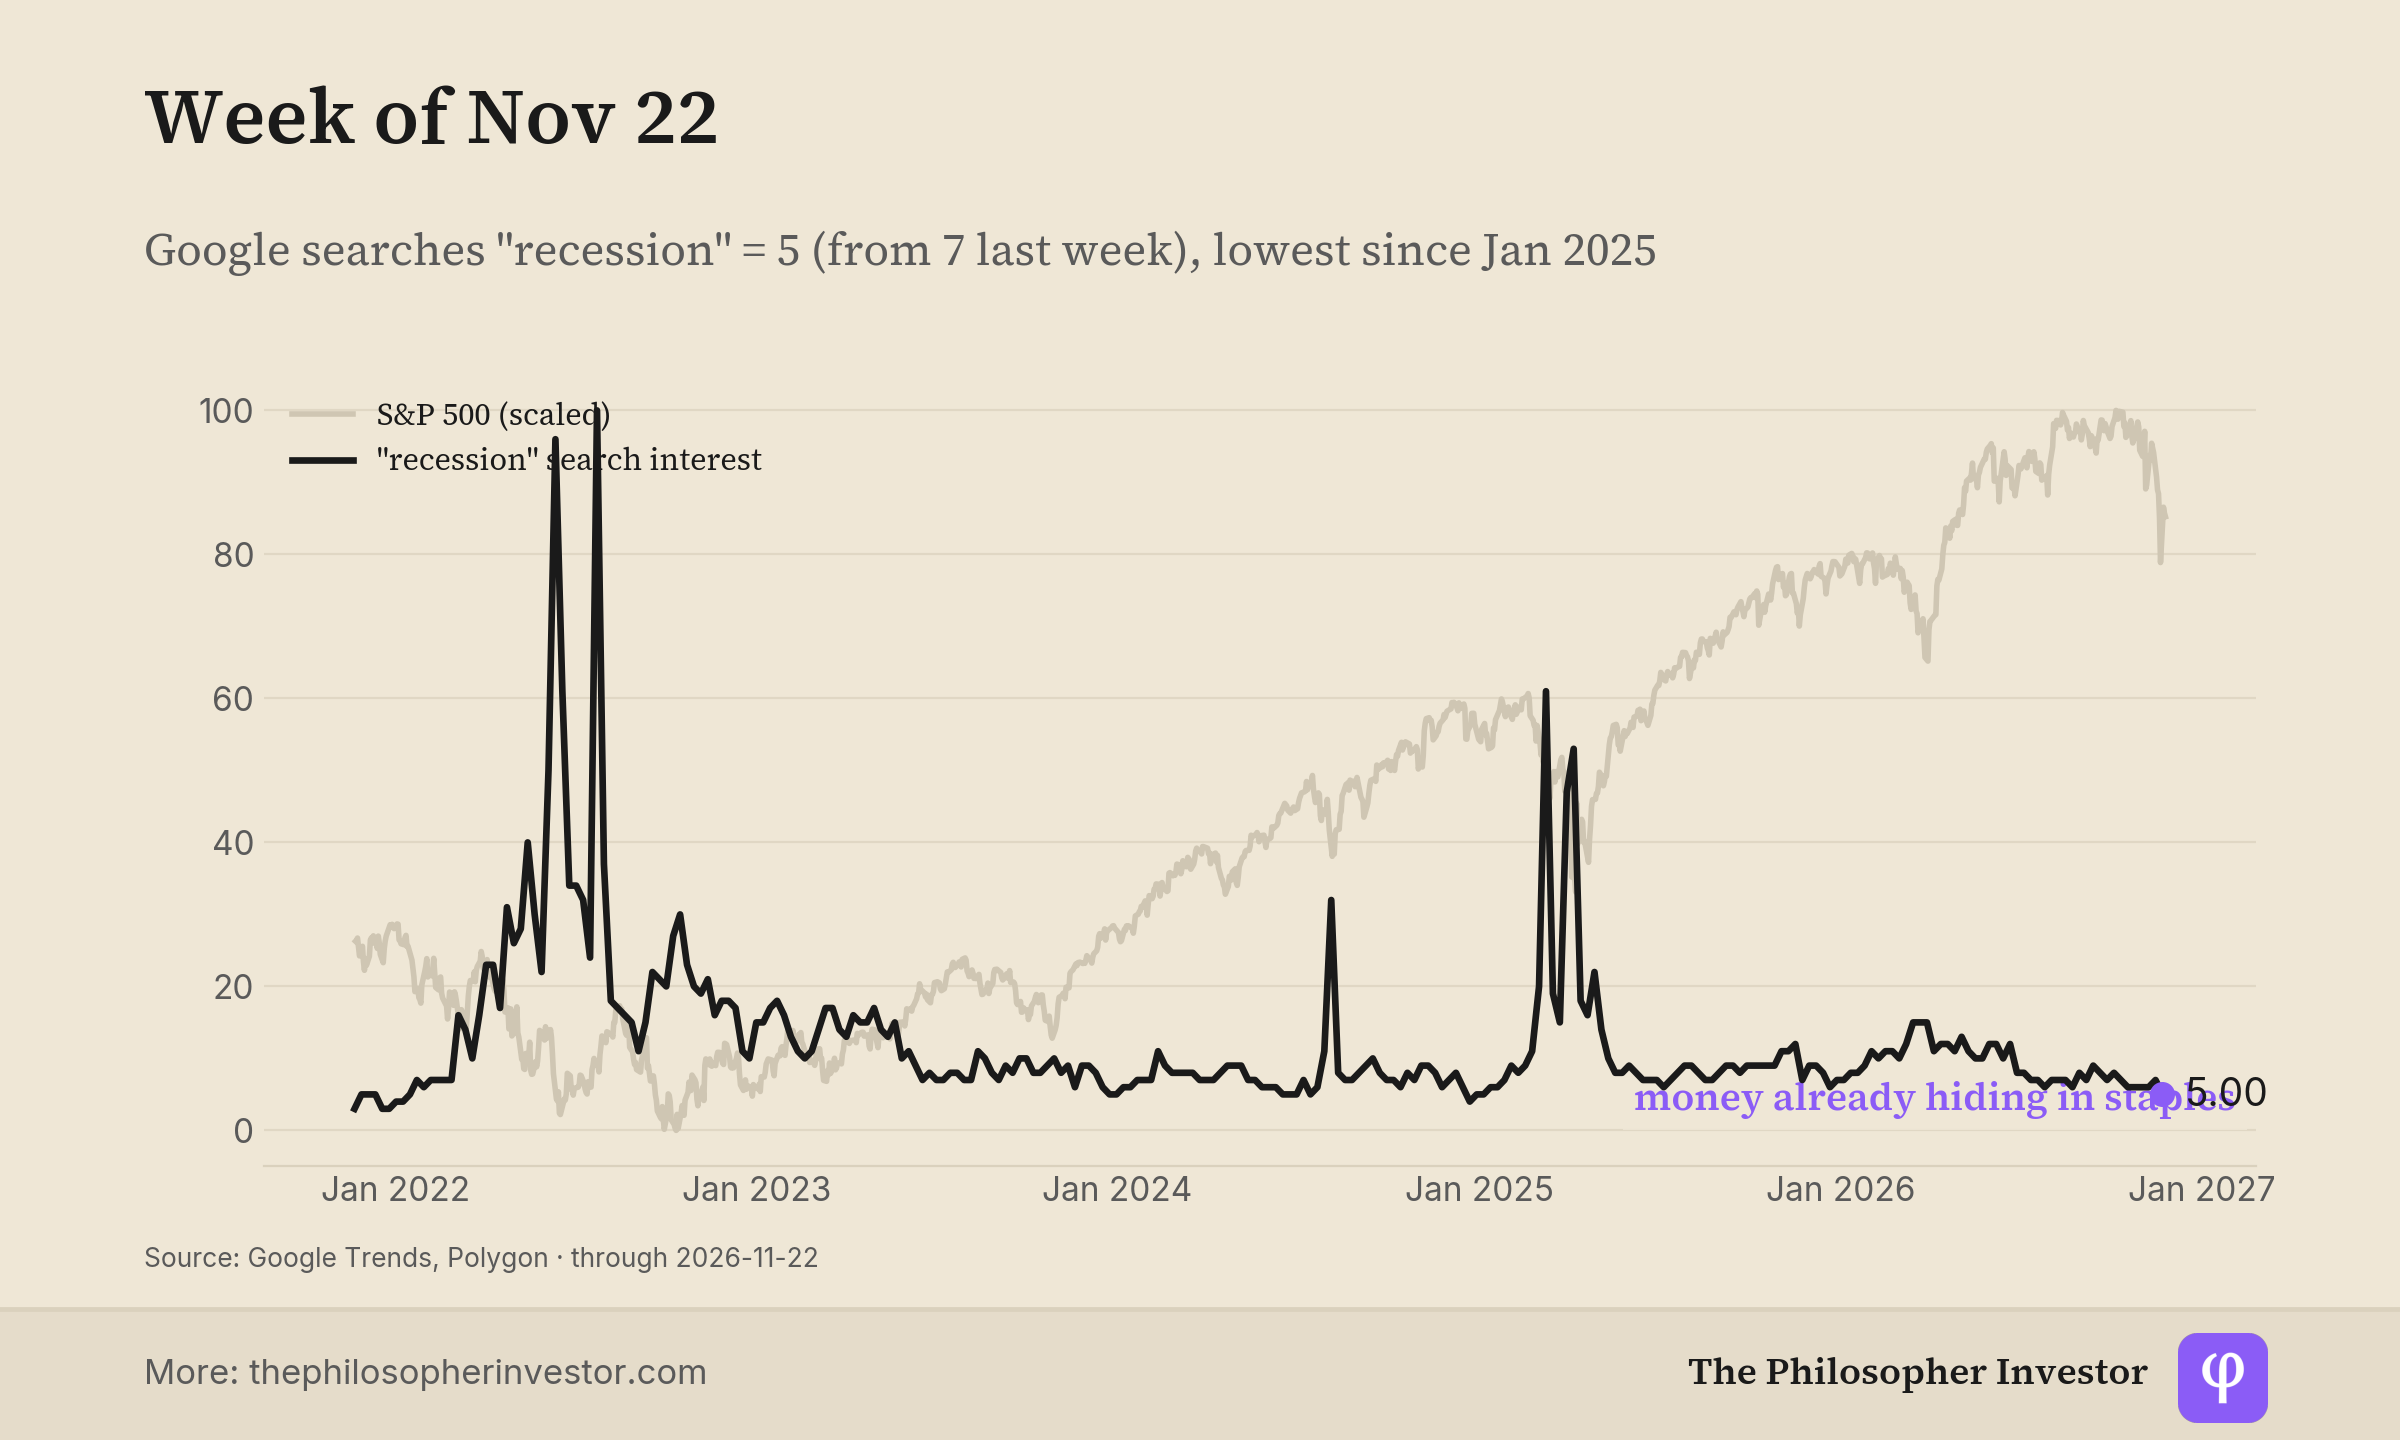 Week of Nov 22
Google searches "recession" = 5 (from 7 last week), lowest since Jan 2025
100
S&P 500 (scaled)
"recession" search interest
80
60
40
20
0
money already hiding in staples
5.00
Jan 2022
Jan 2023
Jan 2024
Jan 2025
Jan 2026
Jan 2027
Source: Google Trends, Polygon · through 2026-11-22
More: thephilosopherinvestor.com
The Philosopher Investor
φ